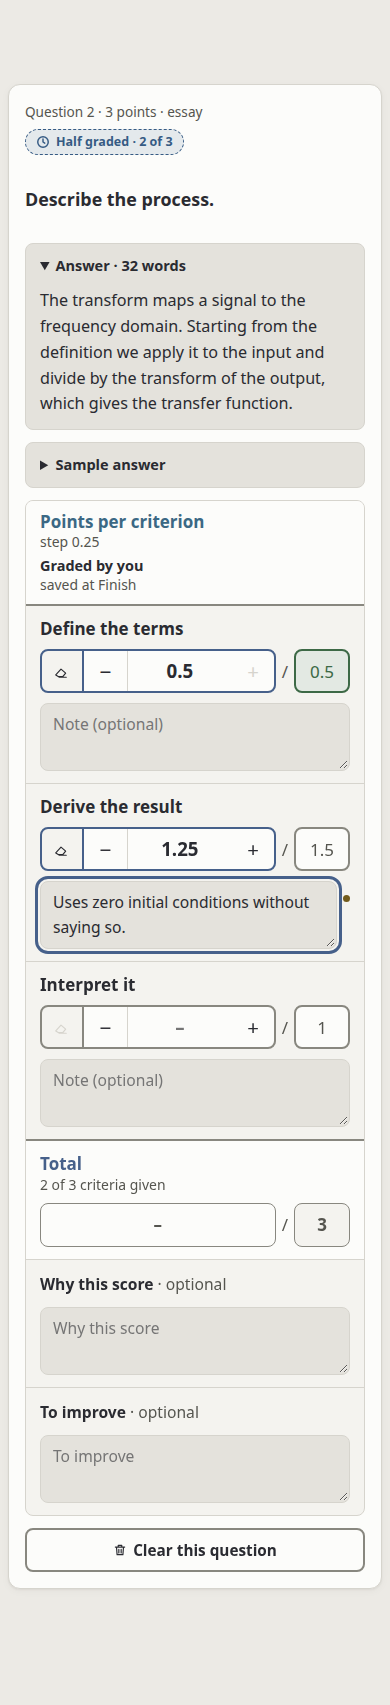 Question 2 · 3 points · essay
Half graded · 2 of 3
Describe the process.
▼ Answer · 32 words
The transform maps a signal to the
frequency domain. Starting from the
definition we apply it to the input and
divide by the transform of the output,
which gives the transfer function.
▶ Sample answer
Points per criterion
step 0.25
Graded by you
saved at Finish
Define the terms
− 0.5 + / 0.5
Note (optional)
Derive the result
− 1.25 + / 1.5
Uses zero initial conditions without
saying so.
Interpret it
− – + / 1
Note (optional)
Total
2 of 3 criteria given
– / 3
Why this score · optional
Why this score
To improve · optional
To improve
Clear this question